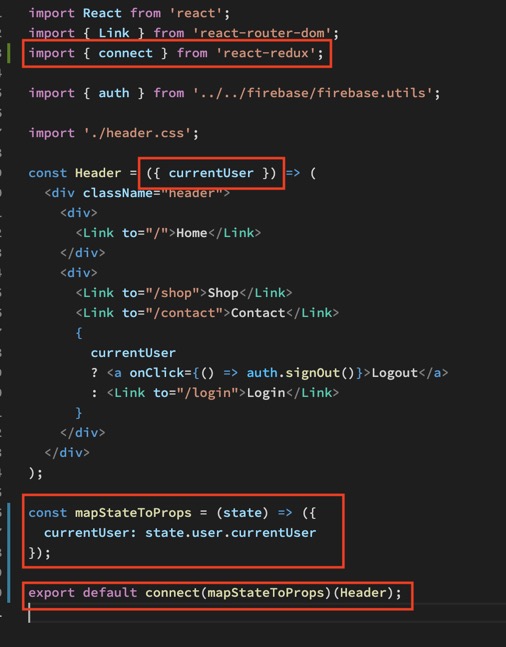 import React from 'react';
import { Link } from 'react-router-dom';
import { connect } from 'react-redux';
import { auth } from '../../firebase/firebase.utils';
import './header.css';
const Header = ({ currentUser }) => (
<div className="header">
<div>
<Link to="/">Home</Link>
</div>
<div>
<Link to="/shop">Shop</Link>
<Link to="/contact">Contact</Link>
{
currentUser
? <a onClick={() => auth.signOut()}>Logout</a>
: <Link to="/login">Login</Link>
}
</div>
</div>
);
const mapStateToProps = (state) => ({
currentUser: state.user.currentUser
});
export default connect(mapStateToProps)(Header);